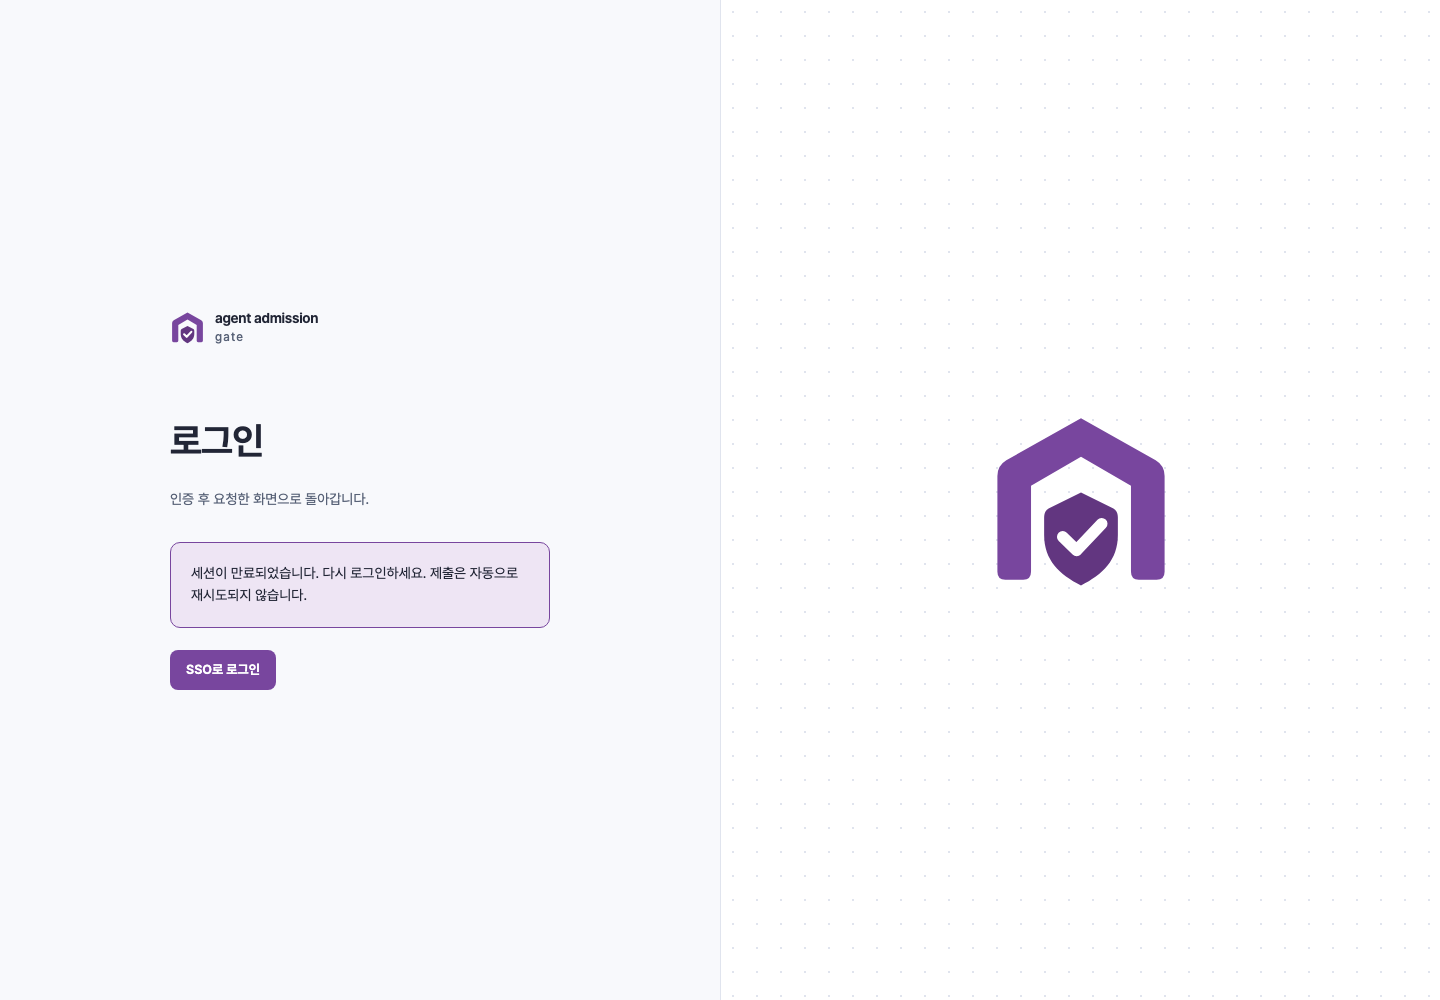 agent admission
gate
로그인
인증 후 요청한 화면으로 돌아갑니다.
세션이 만료되었습니다. 다시 로그인하세요. 제출은 자동으로
재시도되지 않습니다.
SSO로 로그인